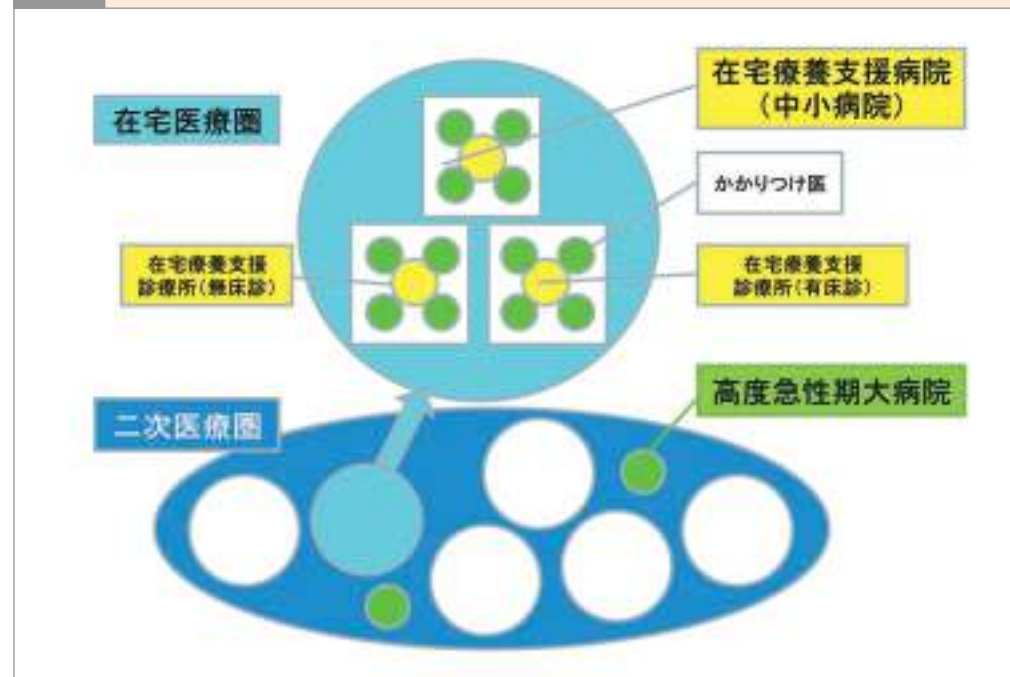 在宅療養支援病院
（中小病院）
在宅医療圏
かかりつけ医
在宅療養支援
診療所（無床診）
在宅療養支援
診療所（有床診）
高度急性期大病院
二次医療圏